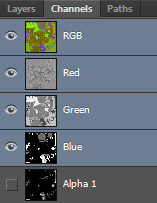 Layers Channels Paths
RGB
Red
Green
Blue
Alpha 1